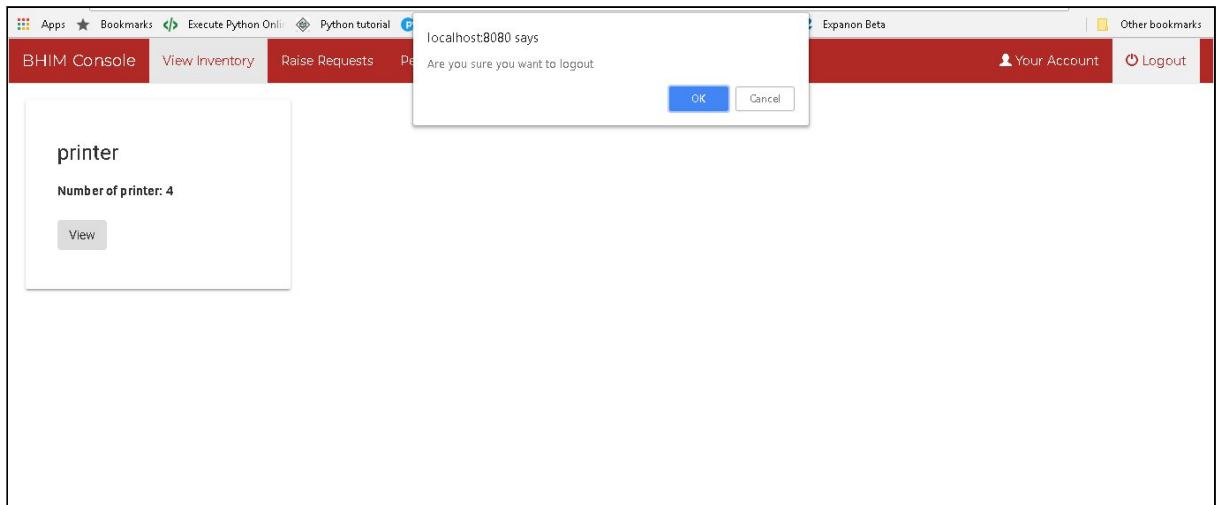 Apps Bookmarks Execute Python Onli Python tutorial Expanon Beta Other bookmarks
localhost:8080 says
Are you sure you want to logout
OK Cancel
BHIM Console View Inventory Raise Requests Your Account Logout
printer
Number of printer: 4
View